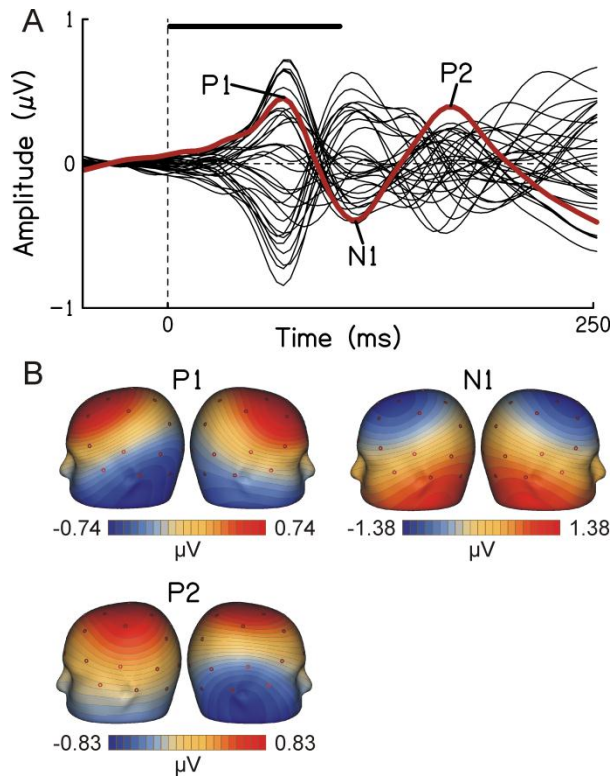 A
1
P1
P2
Amplitude (µV)
0
N1
-1
0
250
Time (ms)
B
P1
N1
-0.74
0.74
µV
-1.38
1.38
µV
P2
-0.83
0.83
µV